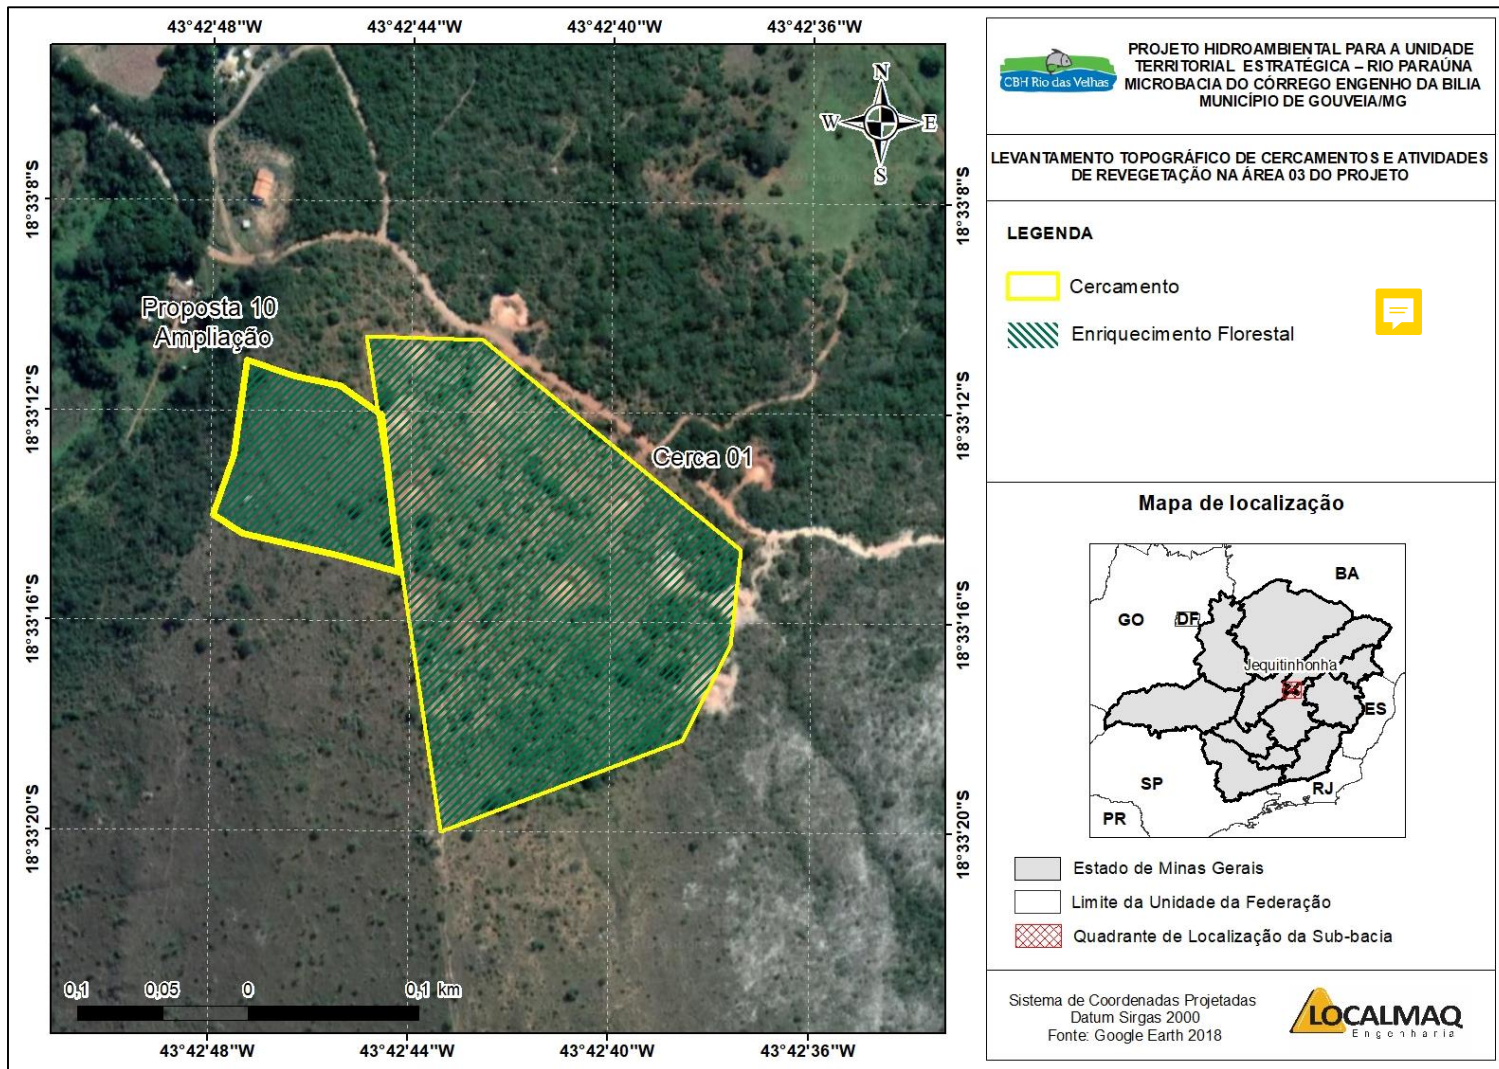 43°42'48"W
43°42'44"W
43°42'40"W
43°42'36"W
N
W
E
S
18°33'8"S
18°33'8"S
Proposta 10
Ampliação
18°33'12"S
18°33'12"S
Cerca 01
18°33'16"S
18°33'16"S
18°33'20"S
18°33'20"S
0,1 0,05 0 0,1 km
43°42'48"W
43°42'44"W
43°42'40"W
43°42'36"W
CBH Rio das Velhas
PROJETO HIDROAMBIENTAL PARA A UNIDADE
TERRITORIAL ESTRATÉGICA – RIO PARAÚNA
MICROBACIA DO CÓRREGO ENGENHO DA BILIA
MUNICÍPIO DE GOUVEIA/MG
LEVANTAMENTO TOPOGRÁFICO DE CERCAMENTOS E ATIVIDADES
DE REVEGETAÇÃO NA ÁREA 03 DO PROJETO
LEGENDA
Cercamento
Enriquecimento Florestal
Mapa de localização
BA
GO
DF
Jequitinhonha
ES
SP
RJ
PR
Estado de Minas Gerais
Limite da Unidade da Federação
Quadrante de Localização da Sub-bacia
Sistema de Coordenadas Projetadas
Datum Sirgas 2000
Fonte: Google Earth 2018
LOCALMAQ
Engenharia